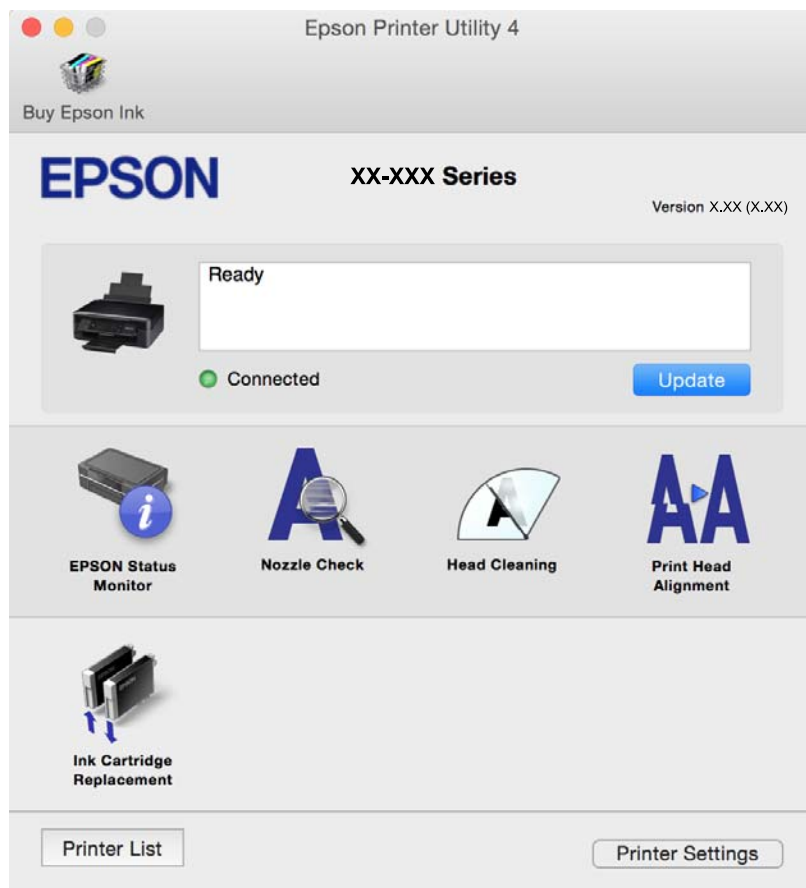 Epson Printer Utility 4
Buy Epson Ink
EPSON
XX-XXX Series
Version X.XX (X.XX)
Ready
Connected
Update
EPSON Status
Monitor
Nozzle Check
Head Cleaning
Print Head
Alignment
Ink Cartridge
Replacement
Printer List
Printer Settings